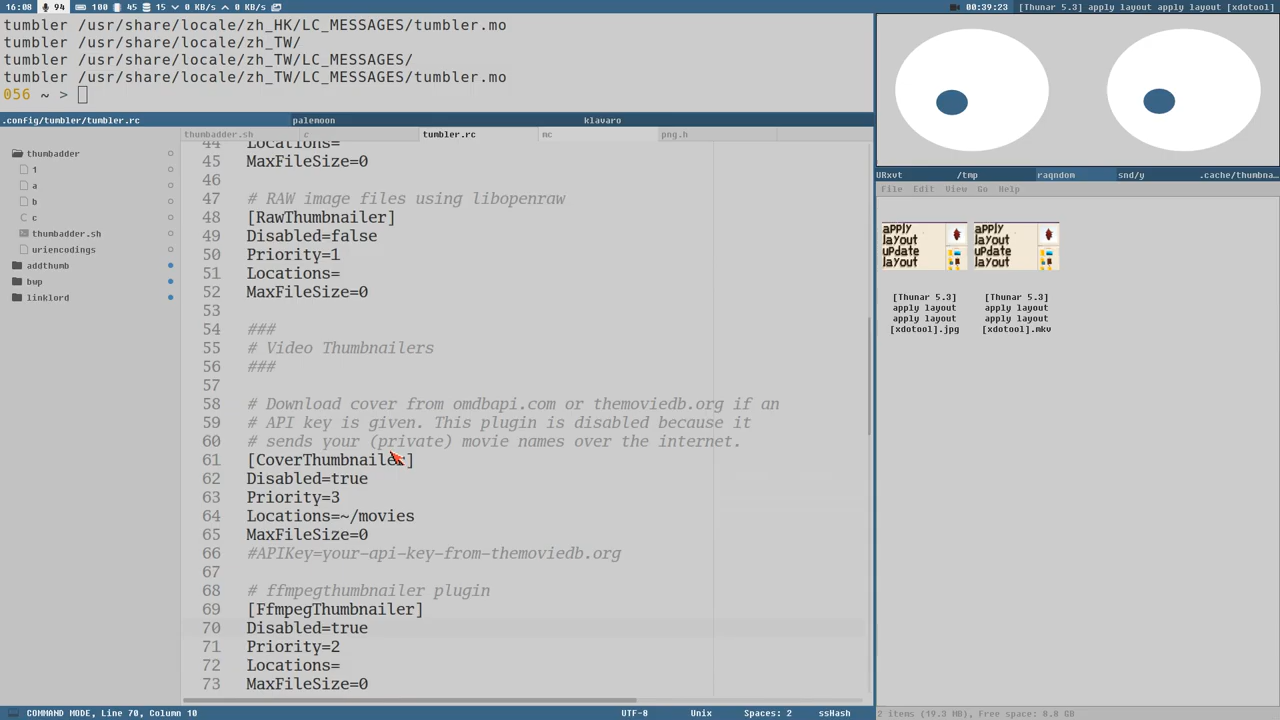 16:08 94 100 45 15 0 KB/s 0 KB/s
00:39:23 [Thunar 5.3] apply layout apply layout [xdotool]
tumbler /usr/share/locale/zh_HK/LC_MESSAGES/tumbler.mo
tumbler /usr/share/locale/zh_TW/
tumbler /usr/share/locale/zh_TW/LC_MESSAGES/
tumbler /usr/share/locale/zh_TW/LC_MESSAGES/tumbler.mo
056 ~ >
.config/tumbler/tumbler.rc palemoon klavaro
thumbadder.sh c tumbler.rc mc png.h
thumbadder
1
a
b
c
thumbadder.sh
uriencodings
addthumb
bup
linklord
44 Locations=
45 MaxFileSize=0
46
47 # RAW image files using libopenraw
48 [RawThumbnailer]
49 Disabled=false
50 Priority=1
51 Locations=
52 MaxFileSize=0
53
54 ###
55 # Video Thumbnailers
56 ###
57
58 # Download cover from omdbapi.com or themoviedb.org if an
59 # API key is given. This plugin is disabled because it
60 # sends your (private) movie names over the internet.
61 [CoverThumbnailer]
62 Disabled=true
63 Priority=3
64 Locations=~/movies
65 MaxFileSize=0
66 #APIKey=your-api-key-from-themoviedb.org
67
68 # ffmpegthumbnailer plugin
69 [FfmpegThumbnailer]
70 Disabled=true
71 Priority=2
72 Locations=
73 MaxFileSize=0
COMMAND MODE, Line 70, Column 10 UTF-8 Unix Spaces: 2 ssHash
URxvt /tmp raqndom snd/y .cache/thumbna...
File Edit View Go Help
apply
layout
update
layout
apply
layout
update
layout
[Thunar 5.3]
apply layout
apply layout
[xdotool].jpg
[Thunar 5.3]
apply layout
apply layout
[xdotool].mkv
2 items (19.3 MB), Free space: 8.0 GB